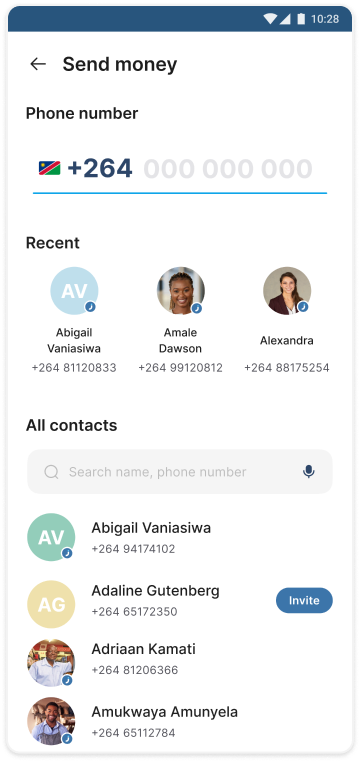 10:28
Send money
Phone number
+264 000 000 000
Recent
AV
Abigail
Vaniasiwa
+264 81120833
Amale
Dawson
+264 99120812
Alexandra
+264 88175254
All contacts
Search name, phone number
AV
Abigail Vaniasiwa
+264 94174102
AG
Adaline Gutenberg
+264 65172350
Invite
Adriaan Kamati
+264 81206366
Amukwaya Amunyela
+264 65112784